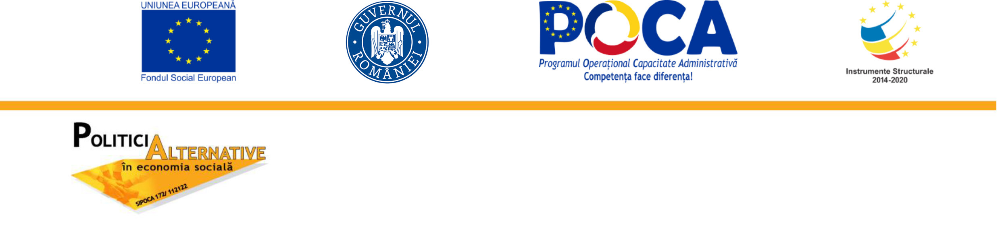 UNIUNEA EUROPEANĂ
Fondul Social European
GUVERNUL ROMÂNIEI
POCA
Programul Operațional Capacitate Administrativă
Competența face diferența!
Instrumente Structurale
2014-2020
POLITICI
ALTERNATIVE
în economia socială
SIPOCA 172/ 112122